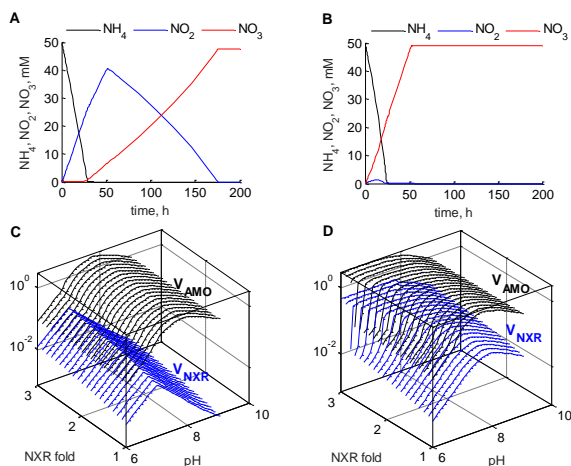 A
NH4 NO2 NO3
NH4, NO2, NO3, mM
50
40
30
20
10
0
0 50 100 150 200
time, h
B
NH4 NO2 NO3
NH4, NO2, NO3, mM
50
40
30
20
10
0
0 50 100 150 200
time, h
C
10^0
10^-2
VAMO
VNXR
3
2
1
NXR fold
6
8
10
pH
D
10^0
10^-2
VAMO
VNXR
3
2
1
NXR fold
6
8
10
pH